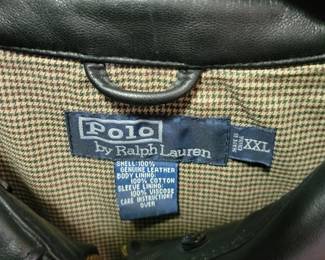 Polo
by Ralph Lauren
XXL
SHELL: 100%
GENUINE LEATHER
BODY LINING:
100% COTTON
SLEEVE LINING:
100% VISCOSE
CARE INSTRUCTIONS
OVER